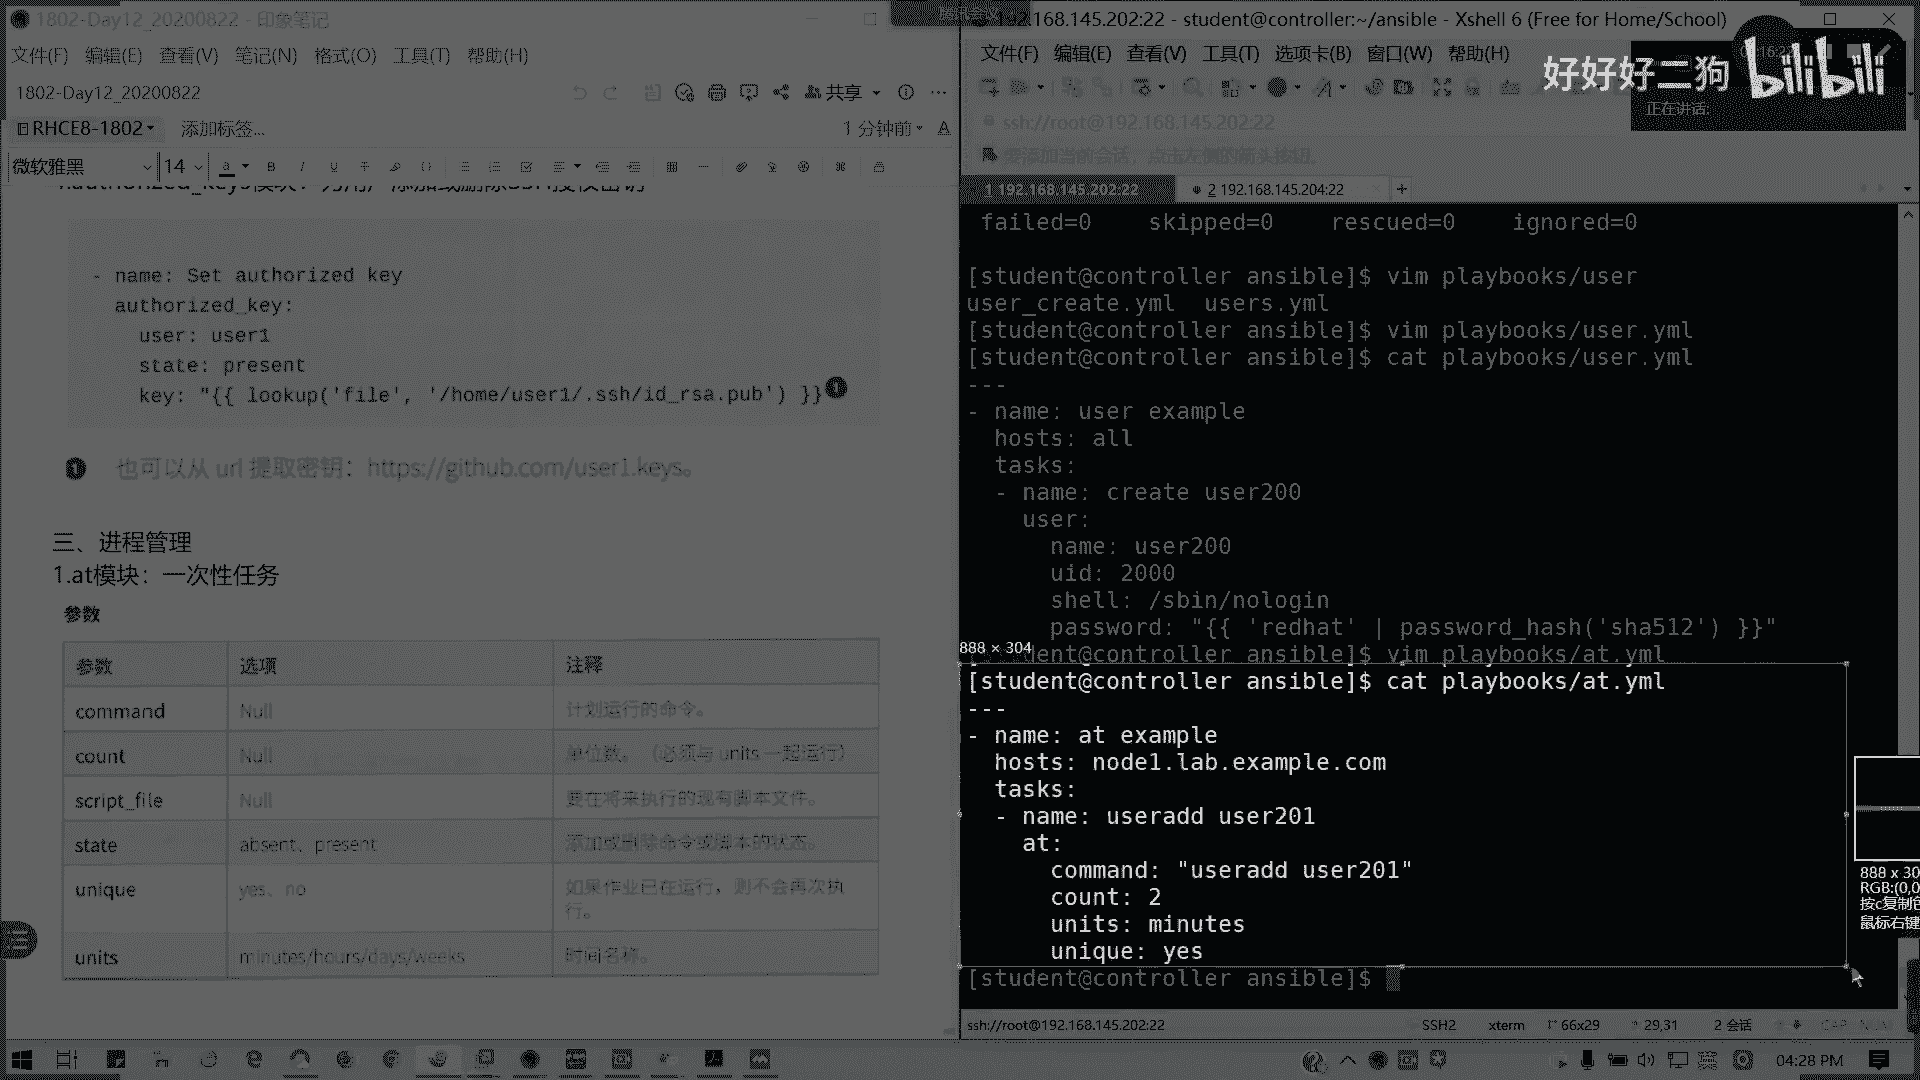 1802-Day12_20200822 - 印象笔记
文件(F) 编辑(E) 查看(V) 笔记(N) 格式(O) 工具(T) 帮助(H)
1802-Day12_20200822
共享
RHCE8-1802
添加标签...
1 分钟前
微软雅黑 14
- name: Set authorized key
authorized_key:
user: user1
state: present
key: "{{ lookup('file', '/home/user1/.ssh/id_rsa.pub') }}
1
1 也可以从 url 提取密钥：https://github.com/user1.keys。
三、进程管理
1.at模块：一次性任务
参数
参数 选项 注释
command Null 计划运行的命令。
count Null 单位数。（必须与 units 一起运行）
script_file Null 要在将来执行的现有脚本文件。
state absent、present 添加或删除命令或脚本的状态。
unique yes、no 如果作业已在运行，则不会再次执行。
units minutes/hours/days/weeks 时间名称。
192.168.145.202:22 - student@controller:~/ansible - Xshell 6 (Free for Home/School)
文件(F) 编辑(E) 查看(V) 工具(T) 选项卡(B) 窗口(W) 帮助(H)
好好好二狗 bilibili
正在讲话:
ssh://root@192.168.145.202:22
要添加当前会话，点击左侧的箭头按钮。
1 192.168.145.202:22
2 192.168.145.204:22
failed=0 skipped=0 rescued=0 ignored=0
[student@controller ansible]$ vim playbooks/user
user_create.yml users.yml
[student@controller ansible]$ vim playbooks/user.yml
[student@controller ansible]$ cat playbooks/user.yml
---
- name: user example
hosts: all
tasks:
- name: create user200
user:
name: user200
uid: 2000
shell: /sbin/nologin
password: "{{ 'redhat' | password_hash('sha512') }}"
888 × 304
dent@controller ansible]$ vim playbooks/at.yml
[student@controller ansible]$ cat playbooks/at.yml
---
- name: at example
hosts: node1.lab.example.com
tasks:
- name: useradd user201
at:
command: "useradd user201"
count: 2
units: minutes
unique: yes
[student@controller ansible]$
888 x 30
RGB:(0,0
按c复制色
鼠标右键
ssh://root@192.168.145.202:22
SSH2 xterm 66x29 29,31 2 会话
04:28 PM